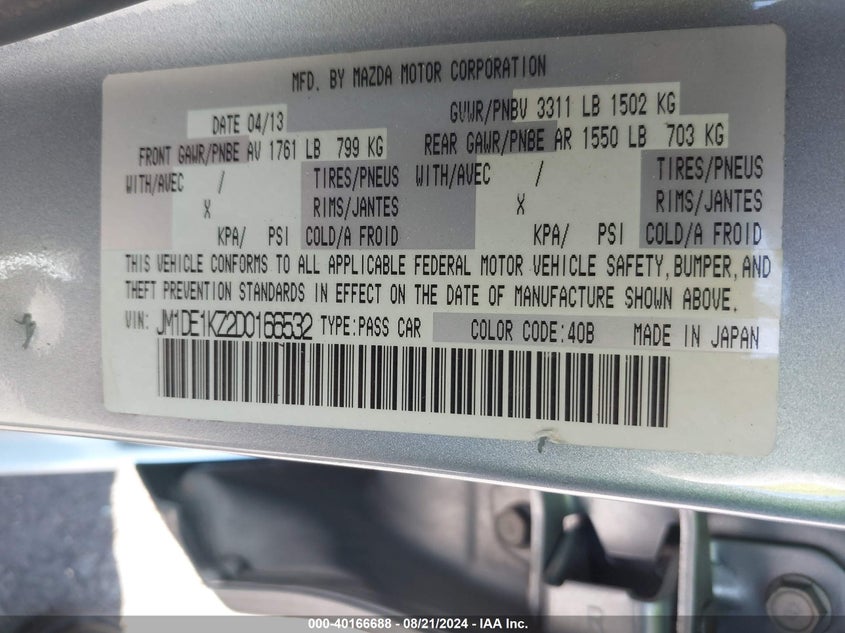 MFD. BY MAZDA MOTOR CORPORATION
DATE 04/13 GVWR/PNBV 3311 LB 1502 KG
FRONT GAWR/PNBE AV 1761 LB 799 KG REAR GAWR/PNBE AR 1550 LB 703 KG
WITH/AVEC / TIRES/PNEUS WITH/AVEC / TIRES/PNEUS
X RIMS/JANTES X RIMS/JANTES
KPA/ PSI COLD/A FROID KPA/ PSI COLD/A FROID
THIS VEHICLE CONFORMS TO ALL APPLICABLE FEDERAL MOTOR VEHICLE SAFETY, BUMPER, AND
THEFT PREVENTION STANDARDS IN EFFECT ON THE DATE OF MANUFACTURE SHOWN ABOVE.
VIN: JM1DE1KZ2D0166532 TYPE:PASS CAR COLOR CODE:40B MADE IN JAPAN
R
000-40166688 - 08/21/2024 - IAA Inc.